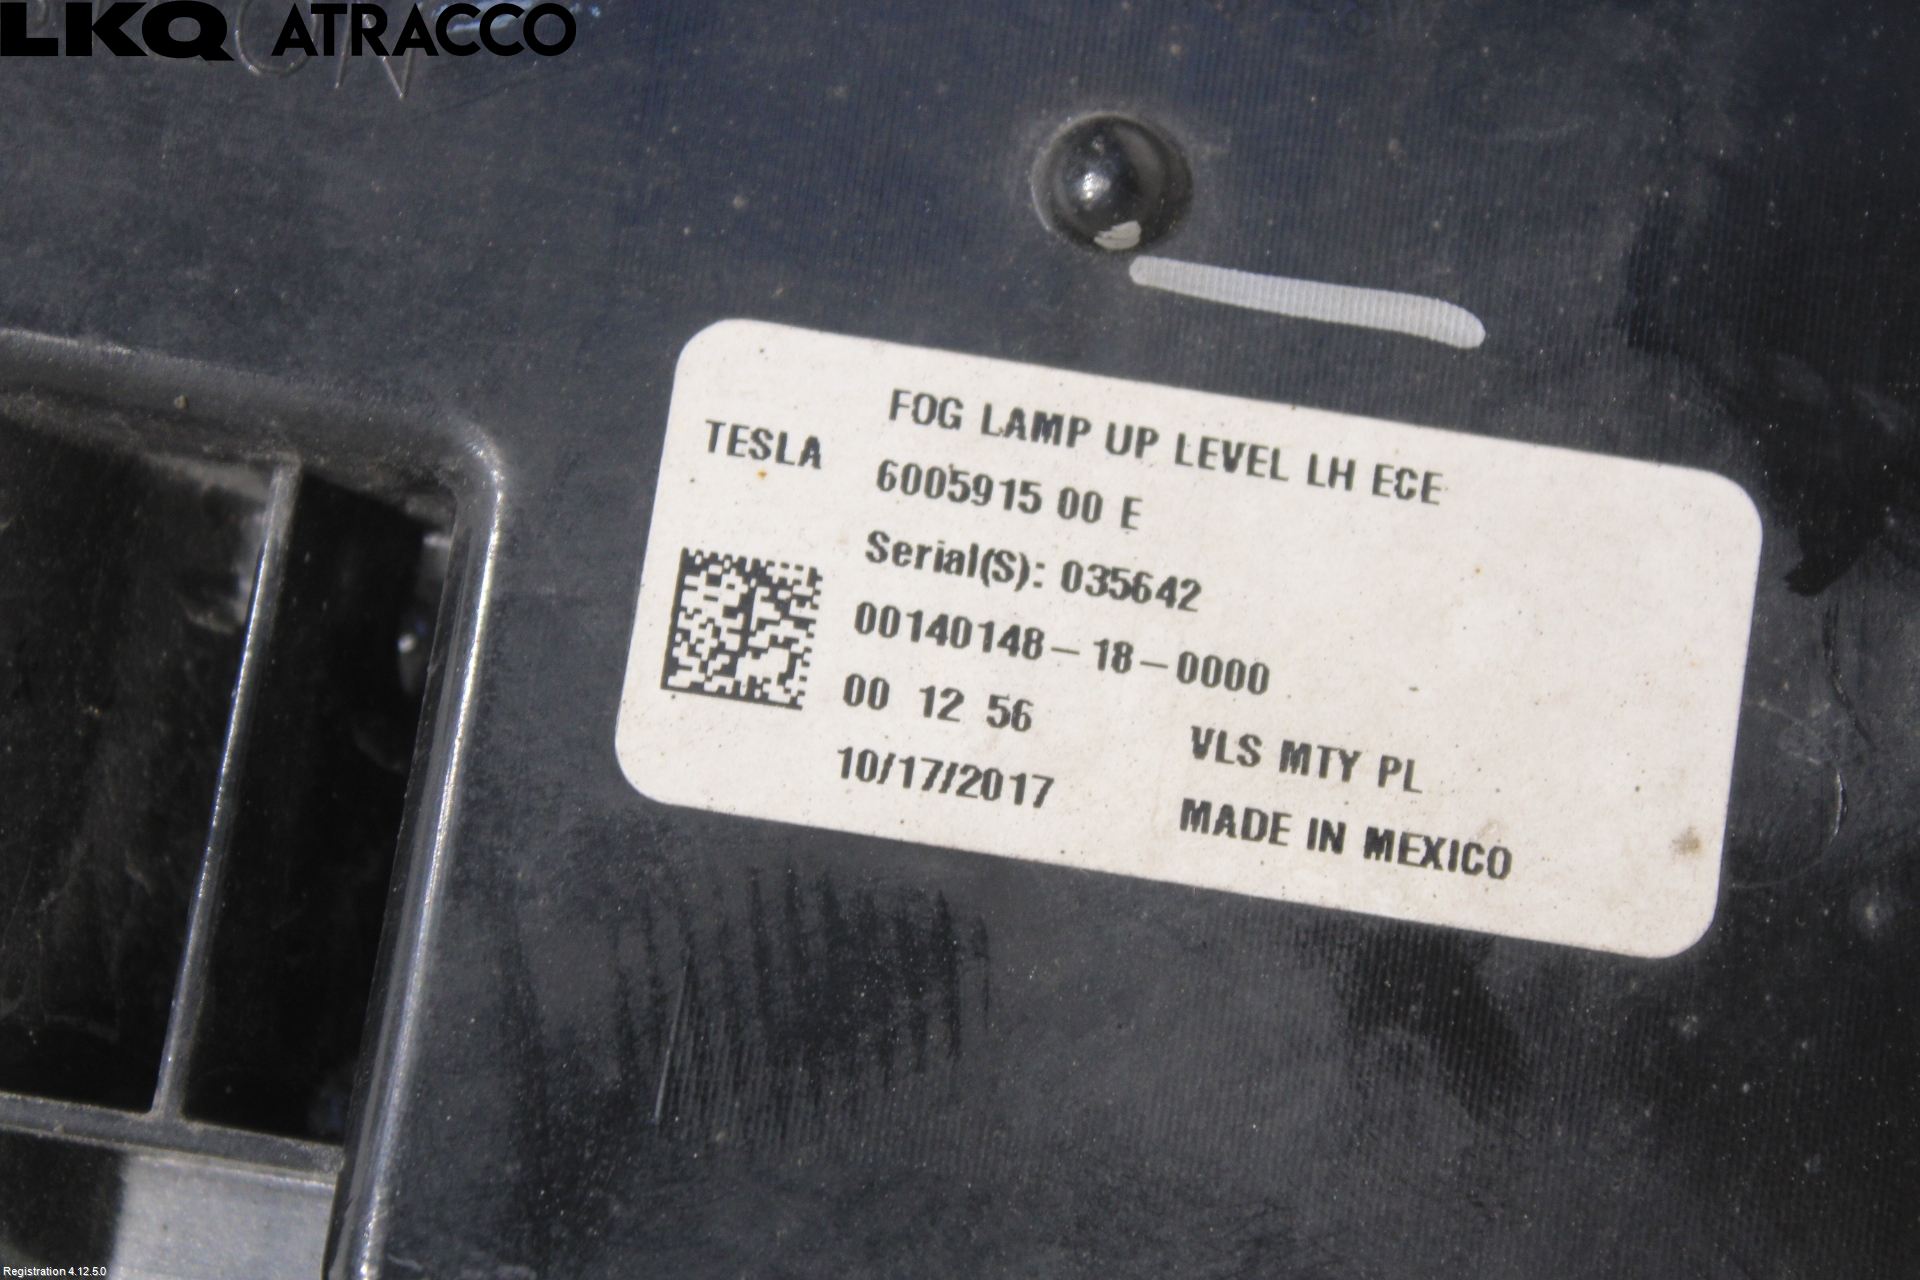 LKQ ATRACCO
FOG LAMP UP LEVEL LH ECE
TESLA
6005915 00 E
Serial(S): 035642
00140148-18-0000
00 12 56
VLS MTY PL
10/17/2017
MADE IN MEXICO
Registration 4.12.5.0